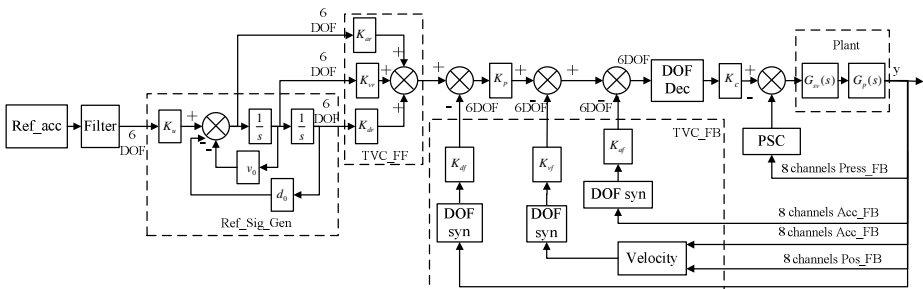 6
DOF
K_ar
+
6
DOF
K_vr
+
+
6
DOF
K_dr
TVC_FF
Ref_acc
Filter
6
DOF
K_u
+
-
-
1/s
1/s
v_0
d_0
Ref_Sig_Gen
+
-
6DOF
K_p
+
-
6DOF
+
-
6DOF
6DOF
DOF
Dec
K_c
+
-
Plant
G_sv(s)
G_p(s)
y
PSC
8 channels Press_FB
TVC_FB
K_df
K_vf
K_af
DOF
syn
DOF
syn
DOF syn
Velocity
8 channels Acc_FB
8 channels Acc_FB
8 channels Pos_FB